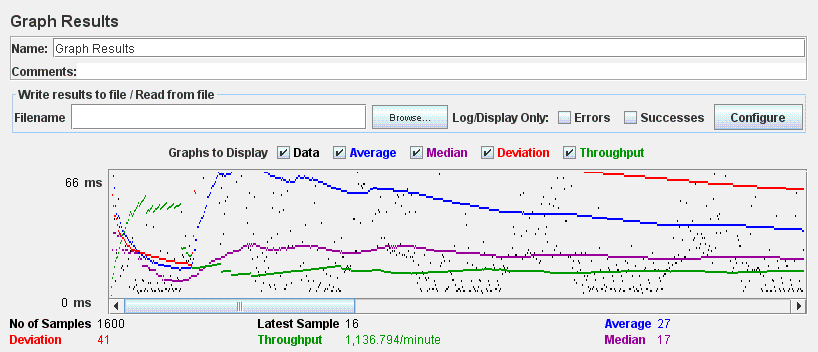 Graph Results
Name: Graph Results
Comments:
Write results to file / Read from file
Filename Browse... Log/Display Only: Errors Successes Configure
Graphs to Display Data Average Median Deviation Throughput
66 ms
0 ms
No of Samples 1600 Latest Sample 16 Average 27
Deviation 41 Throughput 1,136.794/minute Median 17